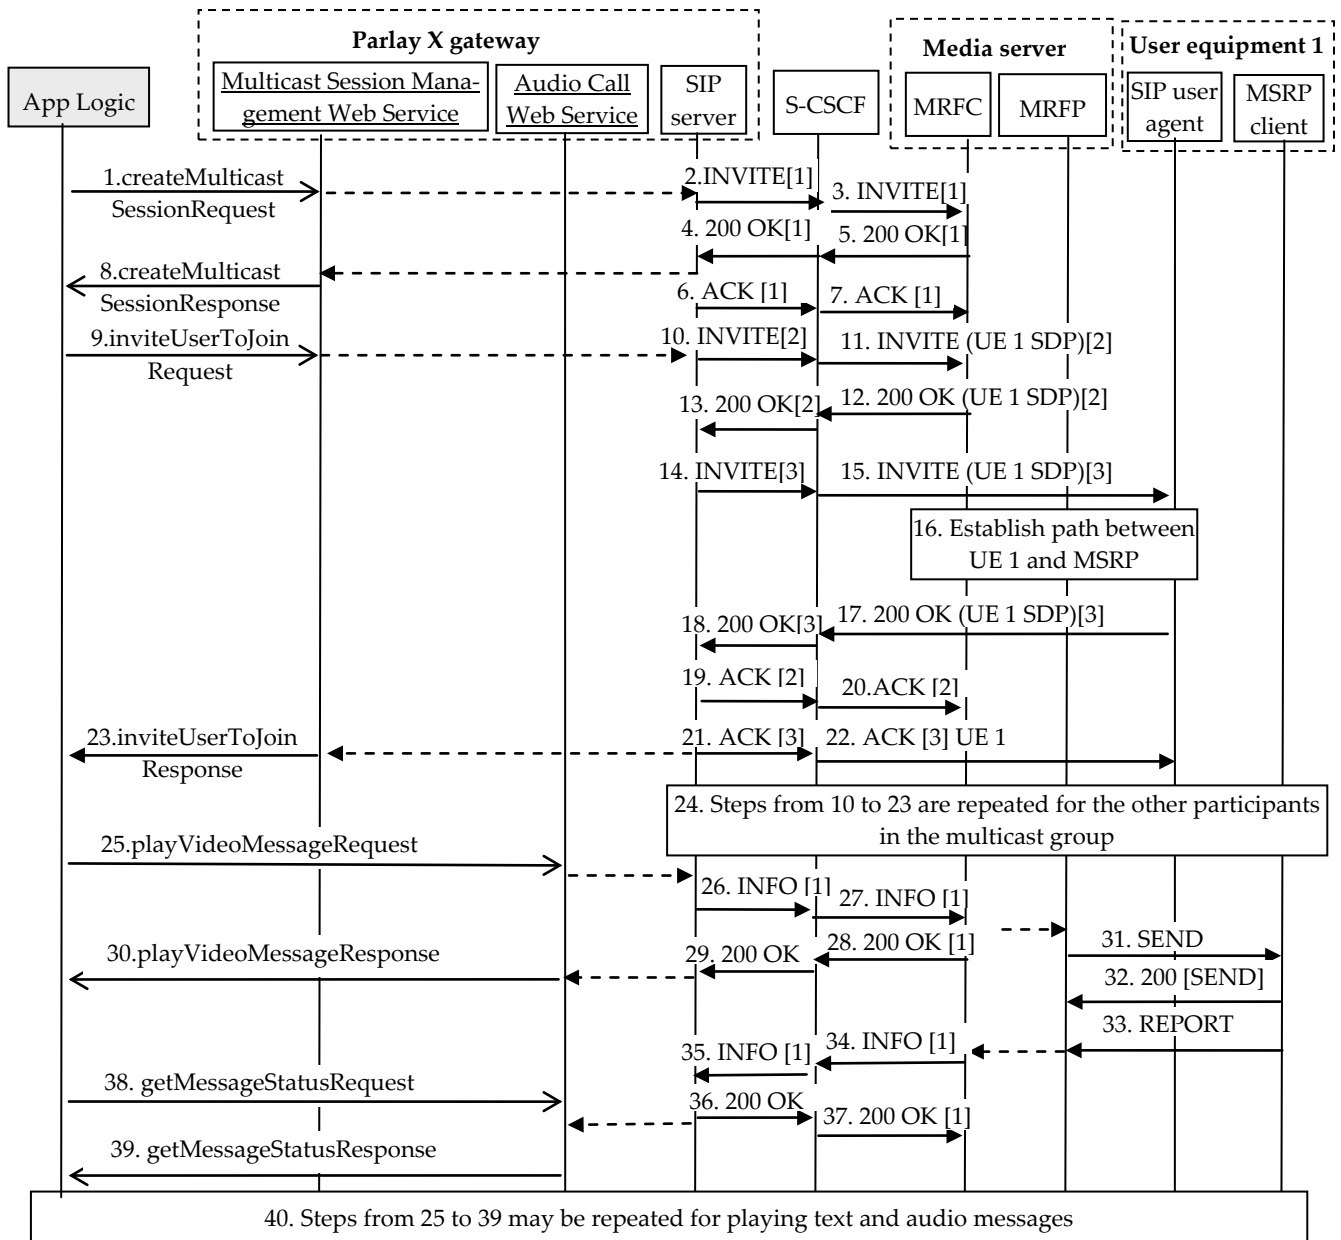 Parlay X gateway
Media server
User equipment 1
App Logic
Multicast Session Mana-
gement Web Service
Audio Call
Web Service
SIP
server
S-CSCF
MRFC
MRFP
SIP user
agent
MSRP
client
1.createMulticast
SessionRequest
2.INVITE[1]
3. INVITE[1]
4. 200 OK[1]
5. 200 OK[1]
8.createMulticast
SessionResponse
6. ACK [1]
7. ACK [1]
9.inviteUserToJoin
Request
10. INVITE[2]
11. INVITE (UE 1 SDP)[2]
12. 200 OK (UE 1 SDP)[2]
13. 200 OK[2]
14. INVITE[3]
15. INVITE (UE 1 SDP)[3]
16. Establish path between
UE 1 and MSRP
17. 200 OK (UE 1 SDP)[3]
18. 200 OK[3]
19. ACK [2]
20.ACK [2]
23.inviteUserToJoin
Response
21. ACK [3]
22. ACK [3] UE 1
24. Steps from 10 to 23 are repeated for the other participants
in the multicast group
25.playVideoMessageRequest
26. INFO [1]
27. INFO [1]
28. 200 OK [1]
29. 200 OK
30.playVideoMessageResponse
31. SEND
32. 200 [SEND]
33. REPORT
34. INFO [1]
35. INFO [1]
38. getMessageStatusRequest
36. 200 OK
37. 200 OK [1]
39. getMessageStatusResponse
40. Steps from 25 to 39 may be repeated for playing text and audio messages